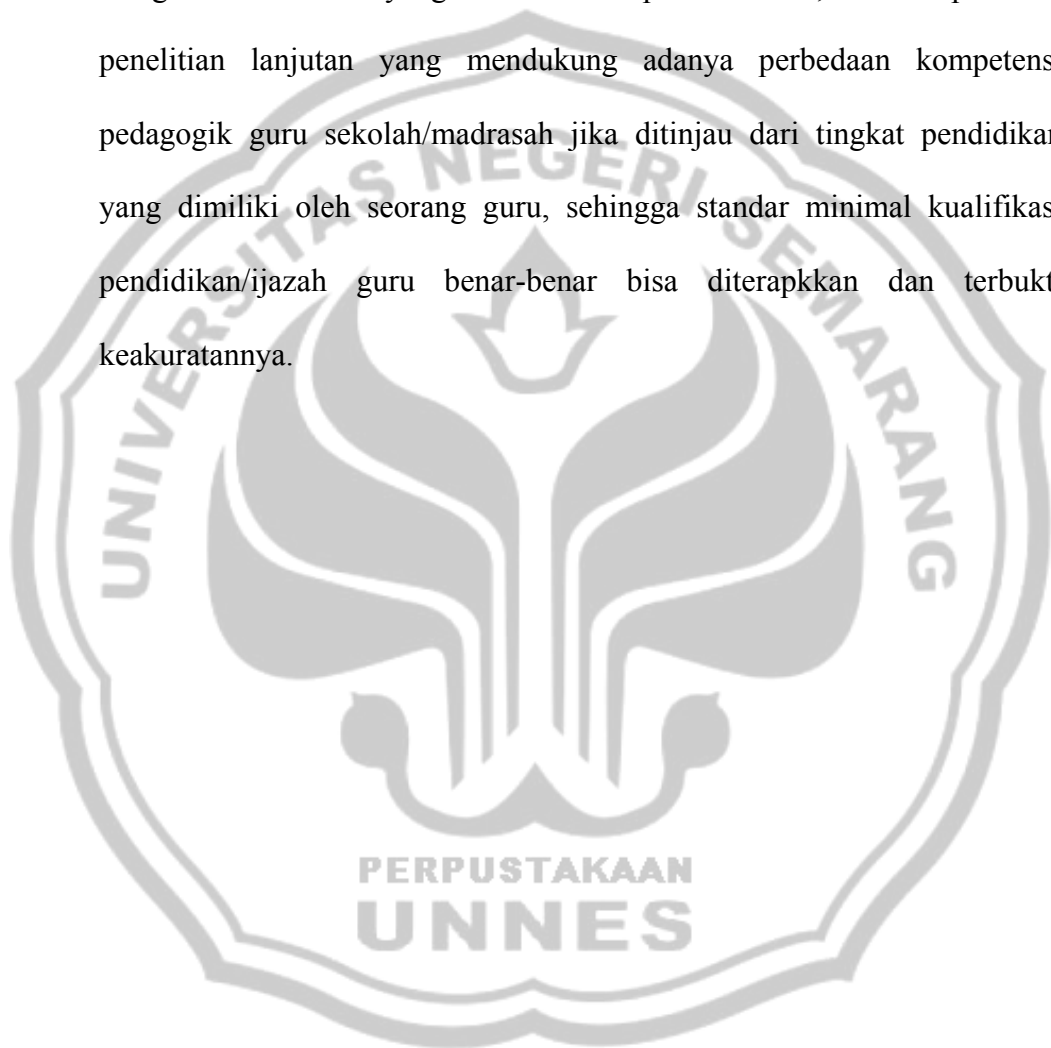 penelitian lanjutan yang mendukung adanya perbedaan kompetens
pedagogik guru sekolah/madrasah jika ditinjau dari tingkat pendidikan
yang dimiliki oleh seorang guru, sehingga standar minimal kualifikas
pendidikan/ijazah guru benar-benar bisa diterapkkan dan terbukt
keakuratannya.
UNIVERSITAS NEGERI SEMARANG
PERPUSTAKAAN
UNNES